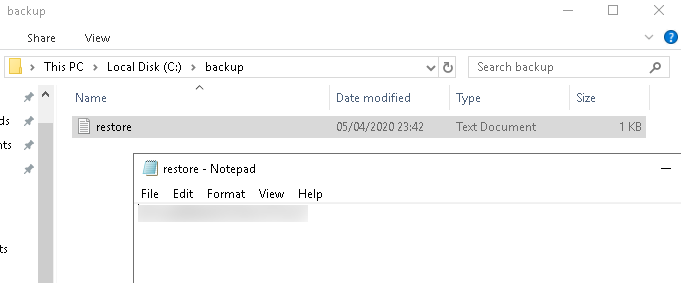 backup
Share View
This PC Local Disk (C:) backup Search backup
Name Date modified Type Size
restore 05/04/2020 23:42 Text Document 1 KB
ds
nts
restore - Notepad
File Edit Format View Help
ts